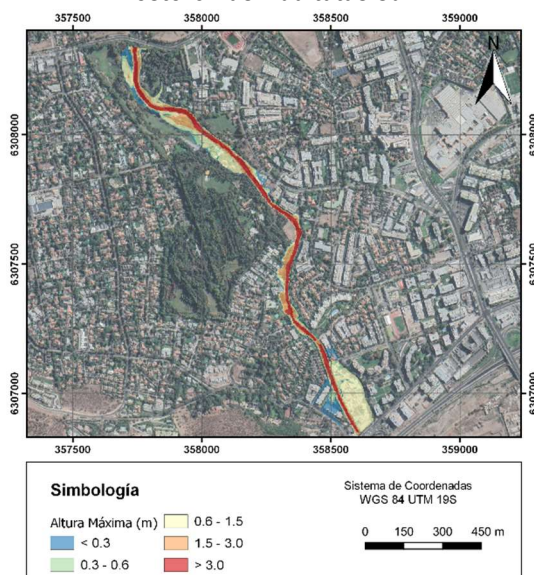 357500 358000 358500 359000
N
6308000 6308000
6307500 6307500
6307000 6307000
357500 358000 358500 359000
Simbología
Sistema de Coordenadas
WGS 84 UTM 19S
Altura Máxima (m)
< 0.3
0.3 - 0.6
0.6 - 1.5
1.5 - 3.0
> 3.0
0 150 300 450 m